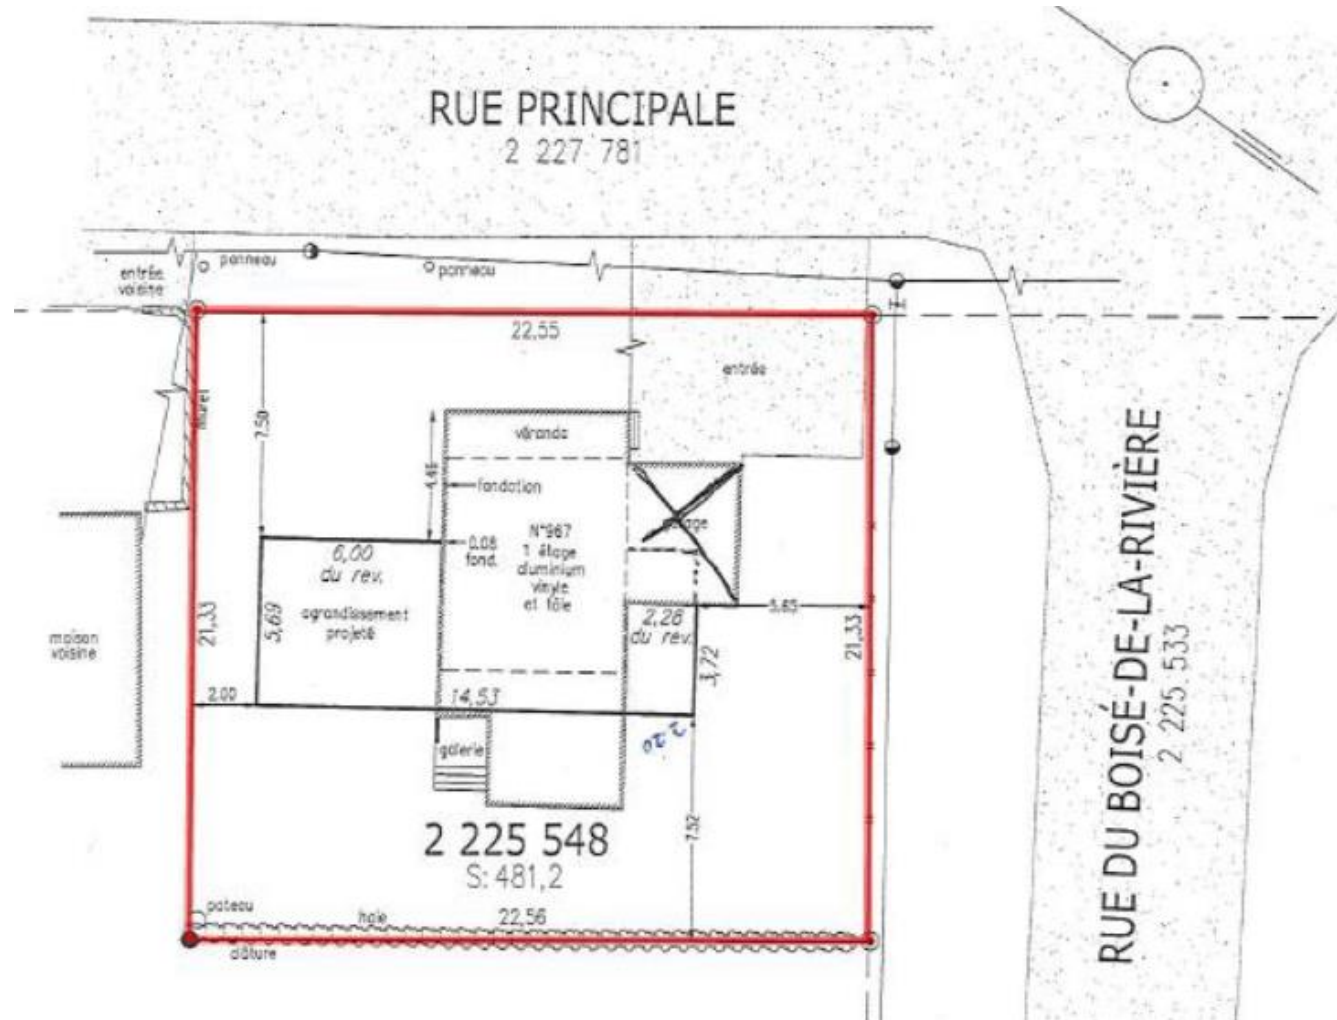 RUE PRINCIPALE
2 227 781
entrée
voisine
panneau
panneau
22,55
entrée
muret
7,50
véranda
4,46
fondation
N°967
1 étage
aluminium
vinyle
et tôle
garage
0,08
fond.
6,00
du rev.
agrandissement
projeté
5,69
21,33
maison
voisine
2,00
14,53
2,28
du rev.
3,72
5,65
21,33
2.20
galerie
7,52
2 225 548
S: 481,2
poteau
haie
22,56
clôture
RUE DU BOISÉ-DE-LA-RIVIÈRE
2 225 533